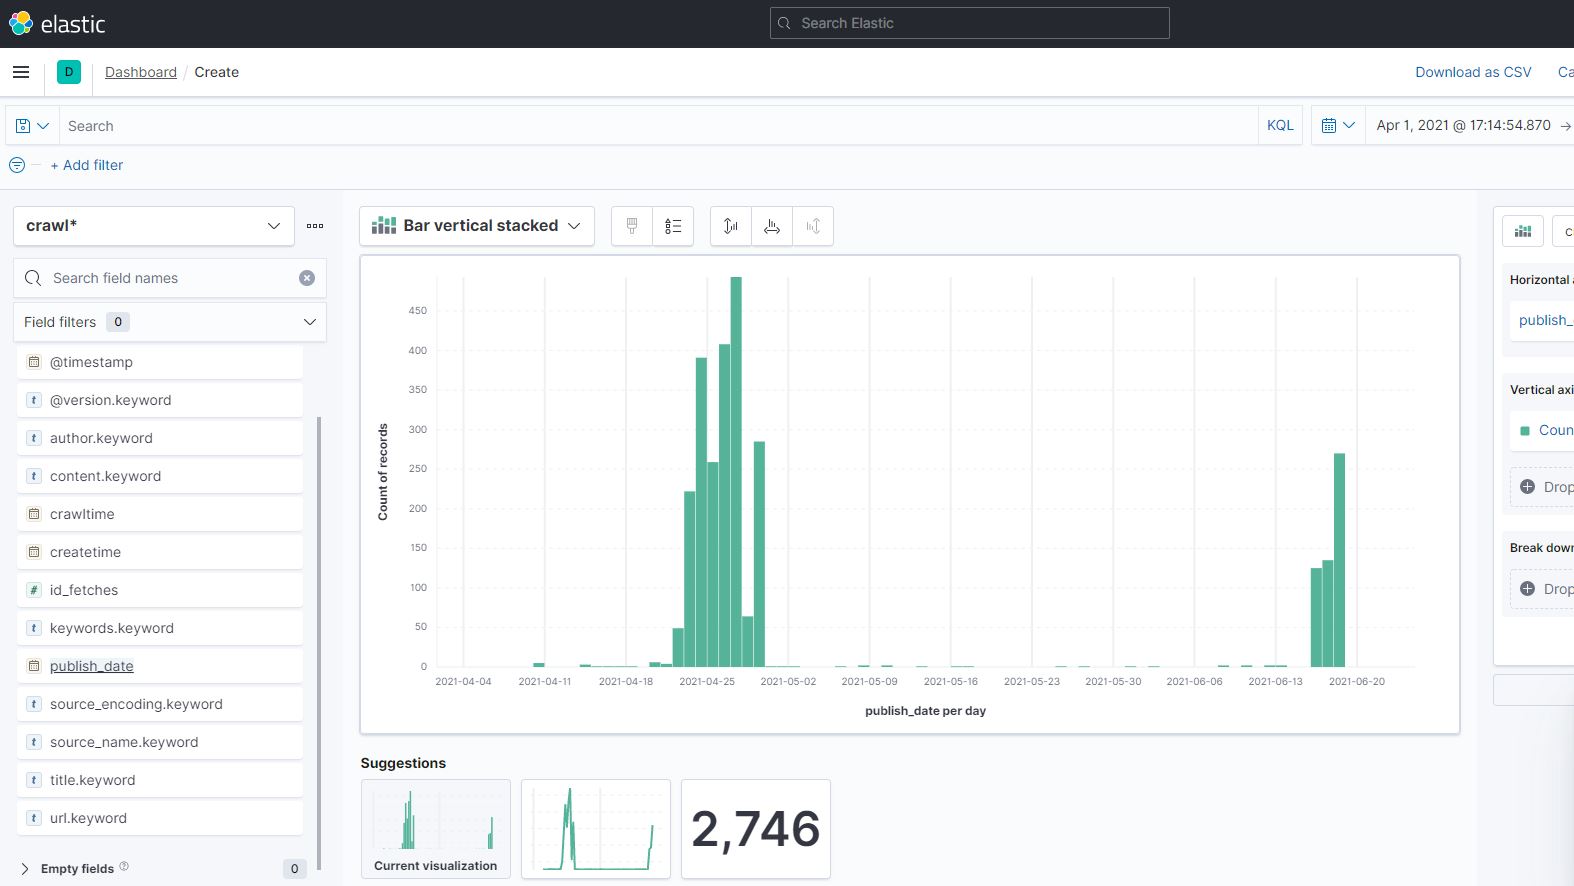 elastic
Search Elastic
D
Dashboard / Create
Download as CSV
Ca
Search
KQL
Apr 1, 2021 @ 17:14:54.870 →
+ Add filter
crawl*
Search field names
Field filters 0
@timestamp
t @version.keyword
t author.keyword
t content.keyword
crawltime
createtime
# id_fetches
t keywords.keyword
publish_date
t source_encoding.keyword
t source_name.keyword
t title.keyword
t url.keyword
Empty fields 0
Bar vertical stacked
Count of records
450
400
350
300
250
200
150
100
50
0
2021-04-04 2021-04-11 2021-04-18 2021-04-25 2021-05-02 2021-05-09 2021-05-16 2021-05-23 2021-05-30 2021-06-06 2021-06-13 2021-06-20
publish_date per day
Suggestions
Current visualization
2,746
c
Horizontal a
publish_
Vertical axi
Coun
Drop
Break down
Drop